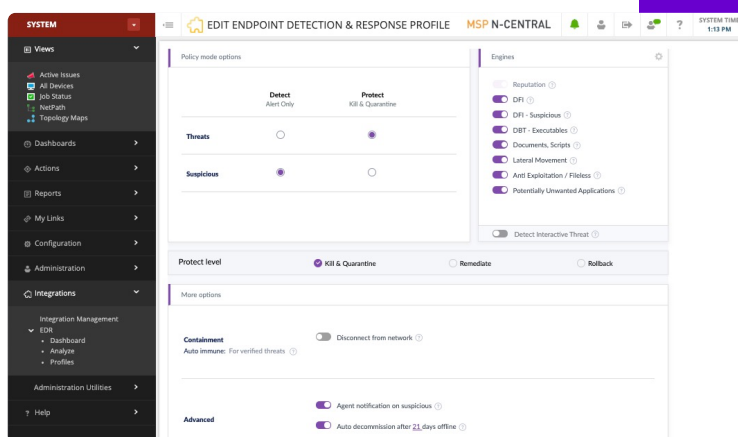 SYSTEM
EDIT ENDPOINT DETECTION & RESPONSE PROFILE
MSP N-CENTRAL
?
SYSTEM TIME
1:13 PM
Views
Active Issues
All Devices
Job Status
NetPath
Topology Maps
Dashboards
Actions
Reports
My Links
Configuration
Administration
Integrations
Integration Management
EDR
Dashboard
Analyze
Profiles
Administration Utilities
? Help
Policy mode options
Detect
Alert Only
Protect
Kill & Quarantine
Threats
Suspicious
Engines
Reputation ?
DFI ?
DFI - Suspicious ?
DBT - Executables ?
Documents, Scripts ?
Lateral Movement ?
Anti Exploitation / Fileless ?
Potentially Unwanted Applications ?
Detect Interactive Threat ?
Protect level
Kill & Quarantine
Remediate
Rollback
More options
Containment
Auto immune: For verified threats ?
Disconnect from network ?
Advanced
Agent notification on suspicious ?
Auto decommission after 21 days offline ?